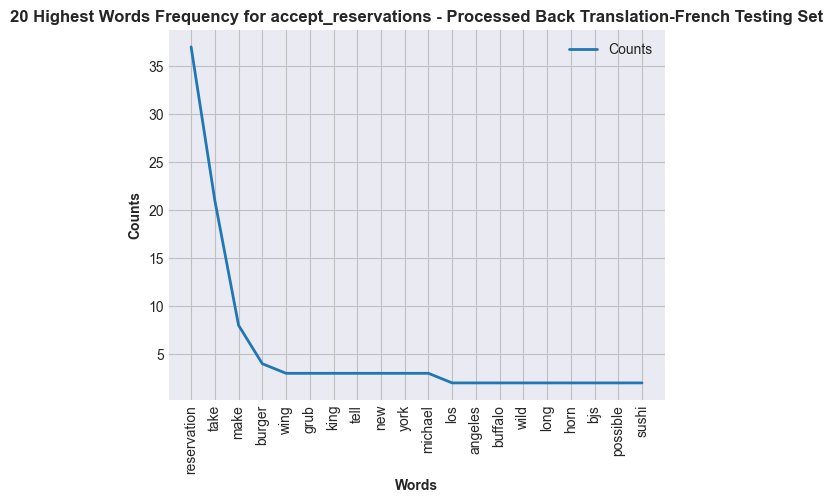 20 Highest Words Frequency for accept_reservations - Processed Back Translation-French Testing Set
Counts
35
30
25
20
15
10
5
Counts
reservation
take
make
burger
wing
grub
king
tell
new
york
michael
los
angeles
buffalo
wild
long
horn
bjs
possible
sushi
Words